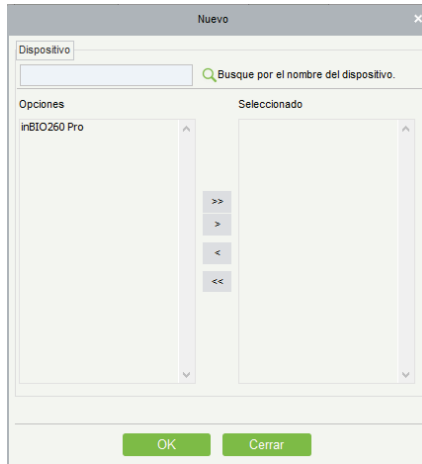 Nuevo ×
Dispositivo
Busque por el nombre del dispositivo.
Opciones Seleccionado
inBIO260 Pro
>>
>
<
<<
OK Cerrar